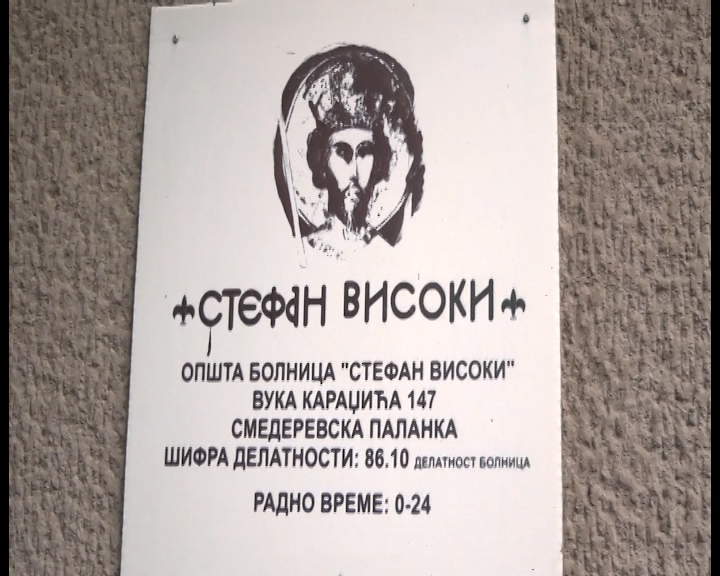 СТЕФАН ВИСОКИ
ОПШТА БОЛНИЦА "СТЕФАН ВИСОКИ"
ВУКА КАРАЏИЋА 147
СМЕДЕРЕВСКА ПАЛАНКА
ШИФРА ДЕЛАТНОСТИ: 86.10 ДЕЛАТНОСТ БОЛНИЦА
РАДНО ВРЕМЕ: 0-24